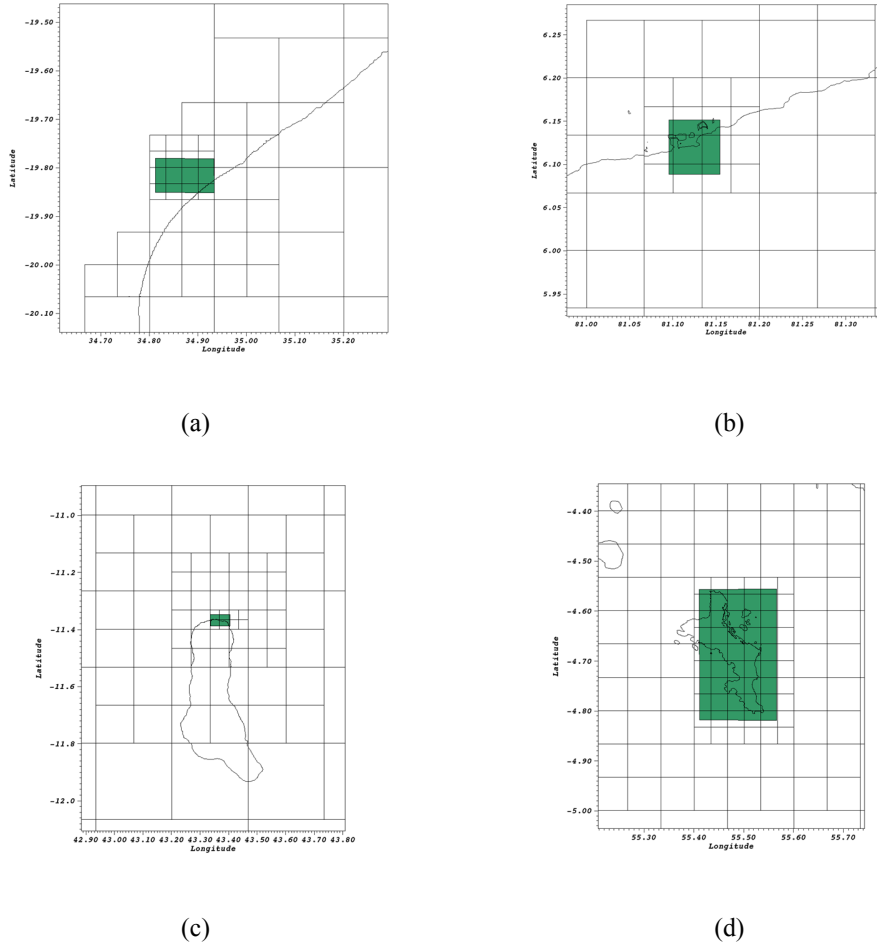 -19.50
-19.60
-19.70
-19.80
-19.90
-20.00
-20.10
Latitude
34.70 34.80 34.90 35.00 35.10 35.20
Longitude
(a)
6.25
6.20
6.15
6.10
6.05
6.00
5.95
Latitude
81.00 81.05 81.10 81.15 81.20 81.25 81.30
Longitude
(b)
-11.0
-11.2
-11.4
-11.6
-11.8
-12.0
Latitude
42.90 43.00 43.10 43.20 43.30 43.40 43.50 43.60 43.70 43.80
Longitude
(c)
-4.40
-4.50
-4.60
-4.70
-4.80
-4.90
-5.00
Latitude
55.30 55.40 55.50 55.60 55.70
Longitude
(d)